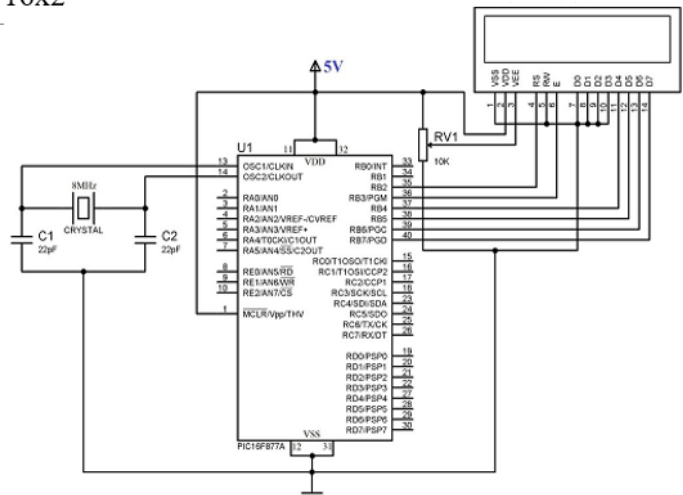 16x2
5V
VSS VDD VEE RS RW E D0 D1 D2 D3 D4 D5 D6 D7
1 2 3 4 5 6 7 8 9 10 11 12 13 14
RV1
10K
U1
11 32
VDD
13 OSC1/CLKIN
14 OSC2/CLKOUT
2 RA0/AN0
3 RA1/AN1
4 RA2/AN2/VREF-/CVREF
5 RA3/AN3/VREF+
6 RA4/T0CKI/C1OUT
7 RA5/AN4/SS/C2OUT
8 RE0/AN5/RD
9 RE1/AN6/WR
10 RE2/AN7/CS
1 MCLR/Vpp/THV
RB0/INT 33
RB1 34
RB2 35
RB3/PGM 36
RB4 37
RB5 38
RB6/PGC 39
RB7/PGD 40
RC0/T1OSO/T1CKI 15
RC1/T1OSI/CCP2 16
RC2/CCP1 17
RC3/SCK/SCL 18
RC4/SDI/SDA 23
RC5/SDO 24
RC6/TX/CK 25
RC7/RX/DT 26
RD0/PSP0 19
RD1/PSP1 20
RD2/PSP2 21
RD3/PSP3 22
RD4/PSP4 27
RD5/PSP5 28
RD6/PSP6 29
RD7/PSP7 30
VSS
PIC16F877A 12 31
8MHz
CRYSTAL
C1
22pF
C2
22pF